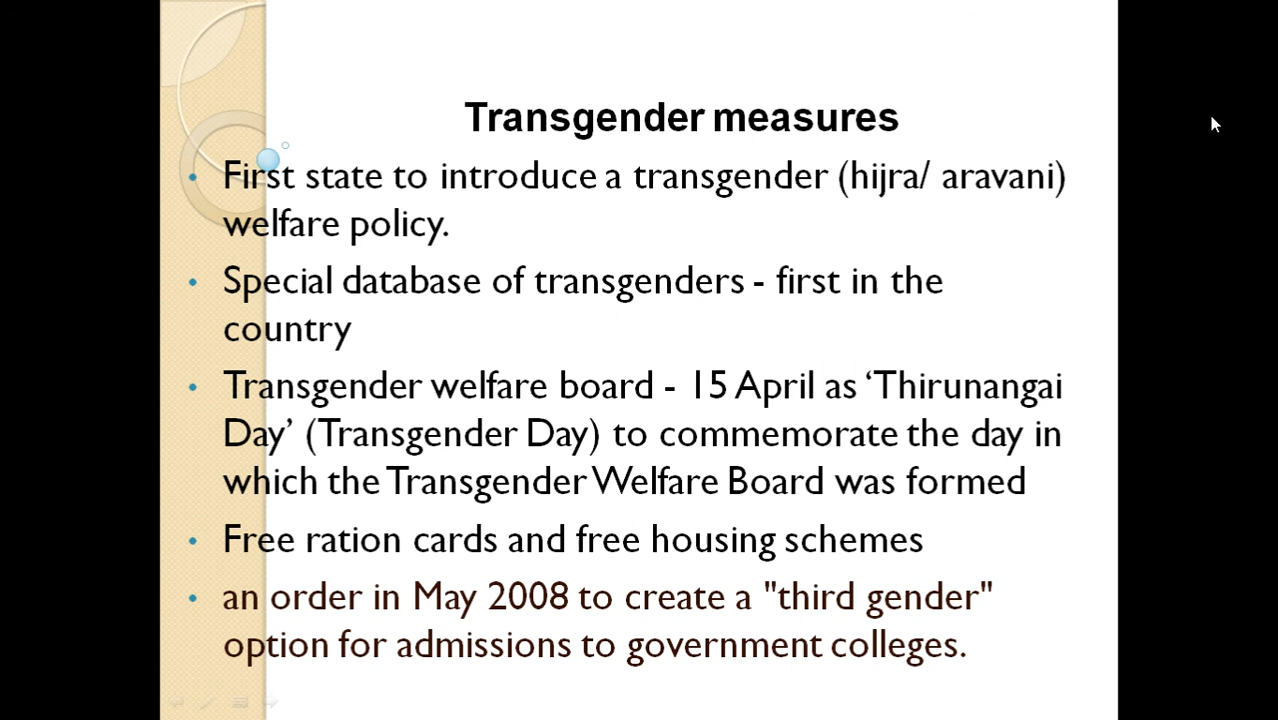 Transgender measures
• First state to introduce a transgender (hijra/ aravani)
welfare policy.
• Special database of transgenders - first in the
country
• Transgender welfare board - 15 April as ‘Thirunangai
Day’ (Transgender Day) to commemorate the day in
which the Transgender Welfare Board was formed
• Free ration cards and free housing schemes
• an order in May 2008 to create a "third gender"
option for admissions to government colleges.